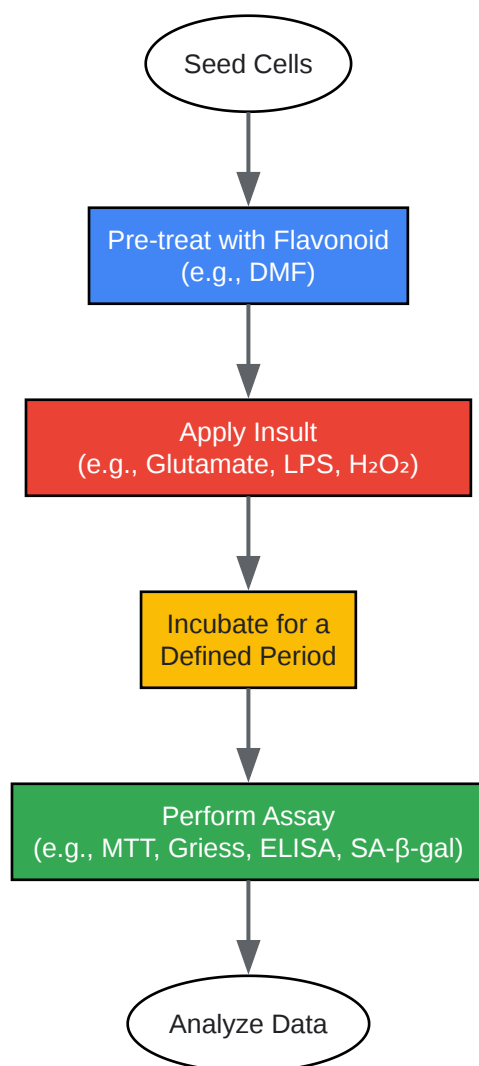 Seed Cells
Pre-treat with Flavonoid
(e.g., DMF)
Apply Insult
(e.g., Glutamate, LPS, H₂O₂)
Incubate for a
Defined Period
Perform Assay
(e.g., MTT, Griess, ELISA, SA-β-gal)
Analyze Data